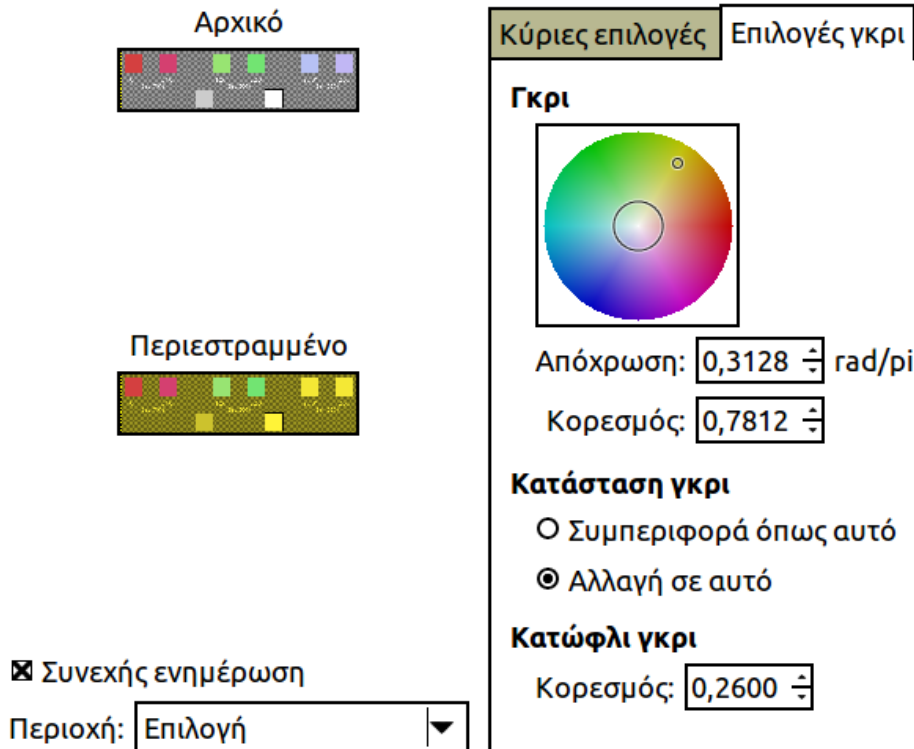 Αρχικό
Περιεστραμμένο
☒ Συνεχής ενημέρωση
Περιοχή: Επιλογή
Κύριες επιλογές Επιλογές γκρι
Γκρι
Απόχρωση: 0,3128 rad/pi
Κορεσμός: 0,7812
Κατάσταση γκρι
Συμπεριφορά όπως αυτό
Αλλαγή σε αυτό
Κατώφλι γκρι
Κορεσμός: 0,2600